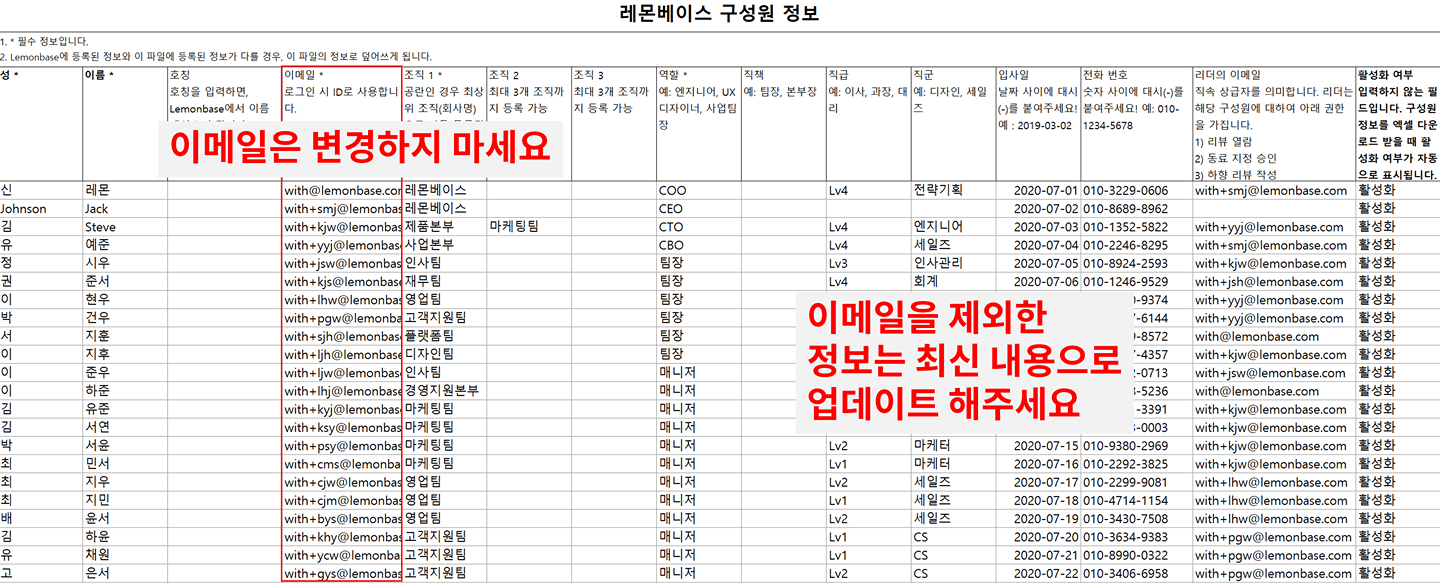 레몬베이스 구성원 정보
1. * 필수 정보입니다.
2. Lemonbase에 등록된 정보와 이 파일에 등록된 정보가 다를 경우, 이 파일의 정보로 덮어쓰게 됩니다.
성 *
이름 *
호칭
호칭을 입력하면,
Lemonbase에서 이름
이메일 *
로그인 시 ID로 사용합니
다.
조직 1 *
공란인 경우 최상
위 조직(회사명)
조직 2
최대 3개 조직까
지 등록 가능
조직 3
최대 3개 조직까
지 등록 가능
역할 *
예: 엔지니어, UX
디자이너, 사업팀
장
직책
예: 팀장, 본부장
직급
예: 이사, 과장, 대
리
직군
예: 디자인, 세일
즈
입사일
날짜 사이에 대시
(-)를 붙여주세요!
예 : 2019-03-02
전화 번호
숫자 사이에 대시(-)를
붙여주세요! 예: 010-
1234-5678
리더의 이메일
직속 상급자를 의미합니다. 리더는
해당 구성원에 대하여 아래 권한
을 가집니다.
1) 리뷰 열람
2) 동료 지정 승인
3) 하향 리뷰 작성
활성화 여부
입력하지 않는 필
드입니다. 구성원
정보를 엑셀 다운
로드 받을 때 활
성화 여부가 자동
으로 표시됩니다.
이메일은 변경하지 마세요
신 레몬 with@lemonbase.com 레몬베이스 COO Lv4 전략기획 2020-07-01 010-3229-0606 with+smj@lemonbase.com 활성화
Johnson Jack with+smj@lemonbas 레몬베이스 CEO 2020-07-02 010-8689-8962 활성화
김 Steve with+kjw@lemonbas 제품본부 마케팅팀 CTO Lv4 엔지니어 2020-07-03 010-1352-5822 with+yyj@lemonbase.com 활성화
유 예준 with+yyj@lemonbas 사업본부 CBO Lv4 세일즈 2020-07-04 010-2246-8295 with+smj@lemonbase.com 활성화
정 시우 with+jsw@lemonbas 인사팀 팀장 Lv3 인사관리 2020-07-05 010-8924-2593 with+kjw@lemonbase.com 활성화
권 준서 with+kjs@lemonbase 재무팀 팀장 Lv4 회계 2020-07-06 010-1246-9529 with+jsh@lemonbase.com 활성화
이 현우 with+lhw@lemonbas 영업팀 팀장 -9374 with+yyj@lemonbase.com 활성화
박 건우 with+pgw@lemonbas 고객지원팀 팀장 -6144 with+yyj@lemonbase.com 활성화
서 지훈 with+sjh@lemonbase 플랫폼팀 팀장 -8572 with@lemonbase.com 활성화
이 지후 with+ljh@lemonbase 디자인팀 팀장 -4357 with+kjw@lemonbase.com 활성화
이 준우 with+ljw@lemonbase 인사팀 매니저 -0713 with+jsw@lemonbase.com 활성화
이 하준 with+lhj@lemonbase 경영지원본부 매니저 -5236 with@lemonbase.com 활성화
김 유준 with+kyj@lemonbas 마케팅팀 매니저 -3391 with+kjw@lemonbase.com 활성화
김 서연 with+ksy@lemonbas 마케팅팀 매니저 -0003 with+kjw@lemonbase.com 활성화
이메일을 제외한
정보는 최신 내용으로
업데이트 해주세요
박 서윤 with+psy@lemonbas 마케팅팀 매니저 Lv2 마케터 2020-07-15 010-9380-2969 with+kjw@lemonbase.com 활성화
최 민서 with+cms@lemonbas 마케팅팀 매니저 Lv1 마케터 2020-07-16 010-2292-3825 with+kjw@lemonbase.com 활성화
최 지우 with+cjw@lemonbas 영업팀 매니저 Lv2 세일즈 2020-07-17 010-2299-9081 with+lhw@lemonbase.com 활성화
최 지민 with+cjm@lemonbas 영업팀 매니저 Lv1 세일즈 2020-07-18 010-4714-1154 with+lhw@lemonbase.com 활성화
배 윤서 with+bys@lemonbas 영업팀 매니저 Lv2 세일즈 2020-07-19 010-3430-7508 with+lhw@lemonbase.com 활성화
김 하윤 with+khy@lemonbas 고객지원팀 매니저 Lv1 CS 2020-07-20 010-3634-9383 with+pgw@lemonbase.com 활성화
유 채원 with+ycw@lemonba 고객지원팀 매니저 Lv1 CS 2020-07-21 010-8990-0322 with+pgw@lemonbase.com 활성화
고 은서 with+gys@lemonbas 고객지원팀 매니저 Lv2 CS 2020-07-22 010-3406-6958 with+pgw@lemonbase.com 활성화